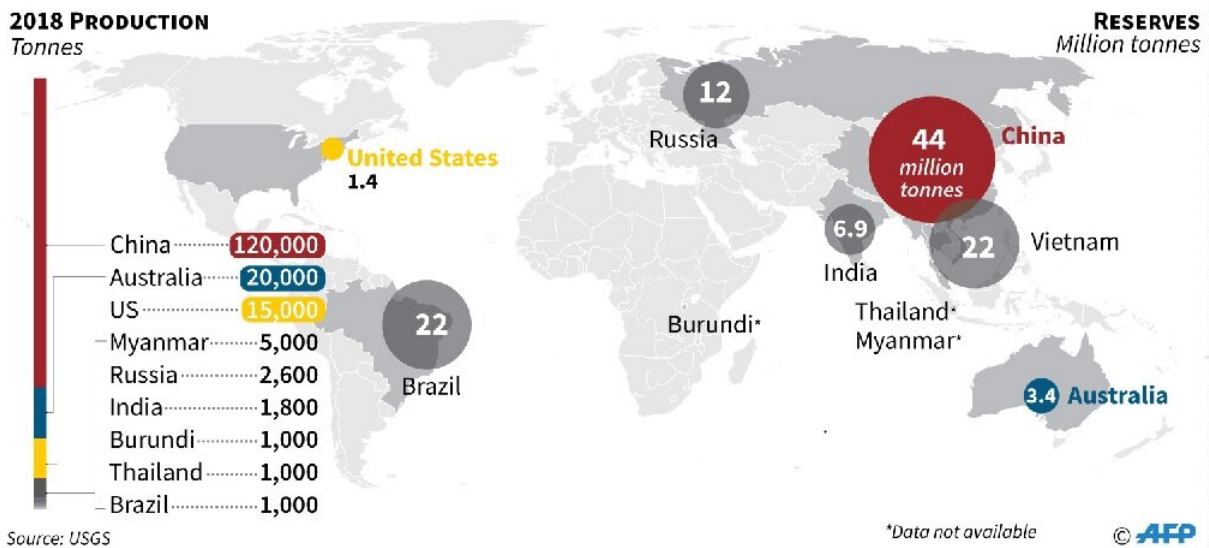 2018 PRODUCTION
Tonnes
RESERVES
Million tonnes
12
Russia
44
million
tonnes
China
United States
1.4
6.9
India
22
Vietnam
China 120,000
Australia 20,000
US 15,000
Myanmar 5,000
Russia 2,600
India 1,800
Burundi 1,000
Thailand 1,000
Brazil 1,000
22
Brazil
Burundi*
Thailand*
Myanmar*
3.4 Australia
Source: USGS
*Data not available
© AFP